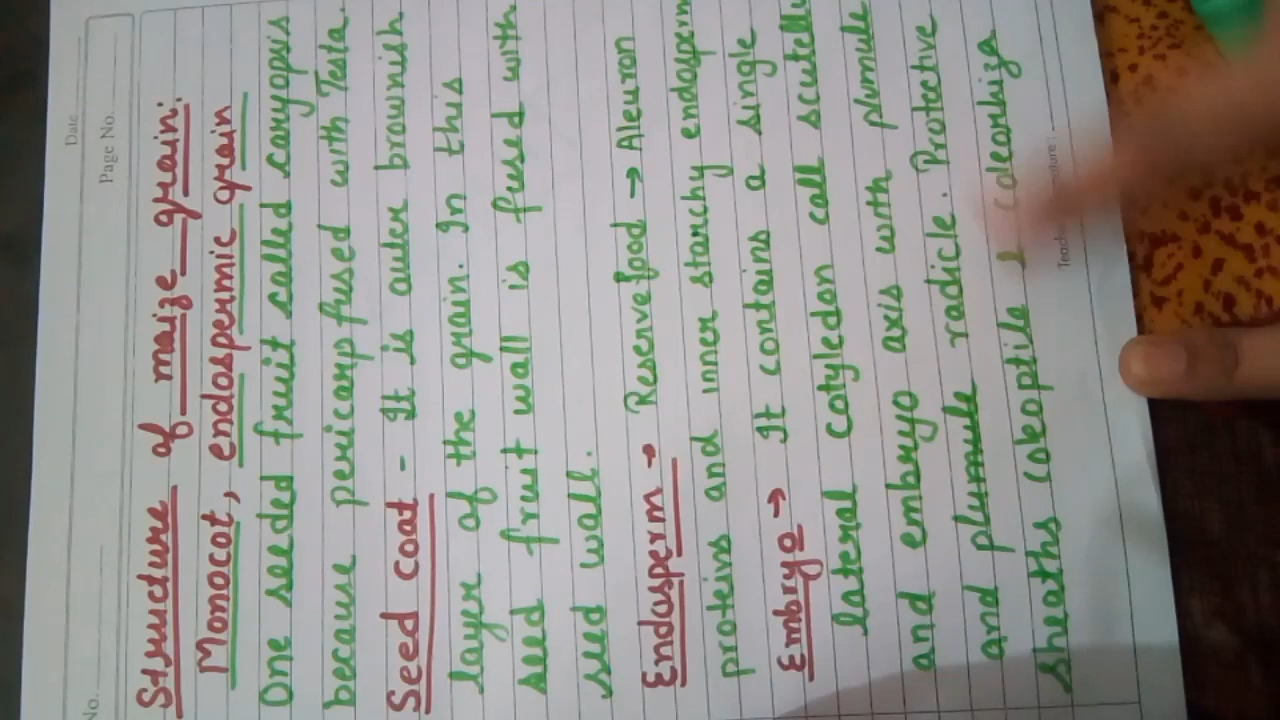 No.
Date
Page No.
Structure of maize grain:
Monocot, endospermic grain
One seeded fruit called caryopsis
because pericarp fused with Testa.
Seed coat - It is outer brownish
layer of the grain. In this
seed fruit wall is fused with
seed wall.
Endosperm → Reserve food → Aleuron
proteins and inner starchy endosperm
Embryo → It contains a single
lateral cotyledon call scutellu
and embryo axis with plumule
and plumule radicle. Protective
sheaths coleoptile & coleorhiza